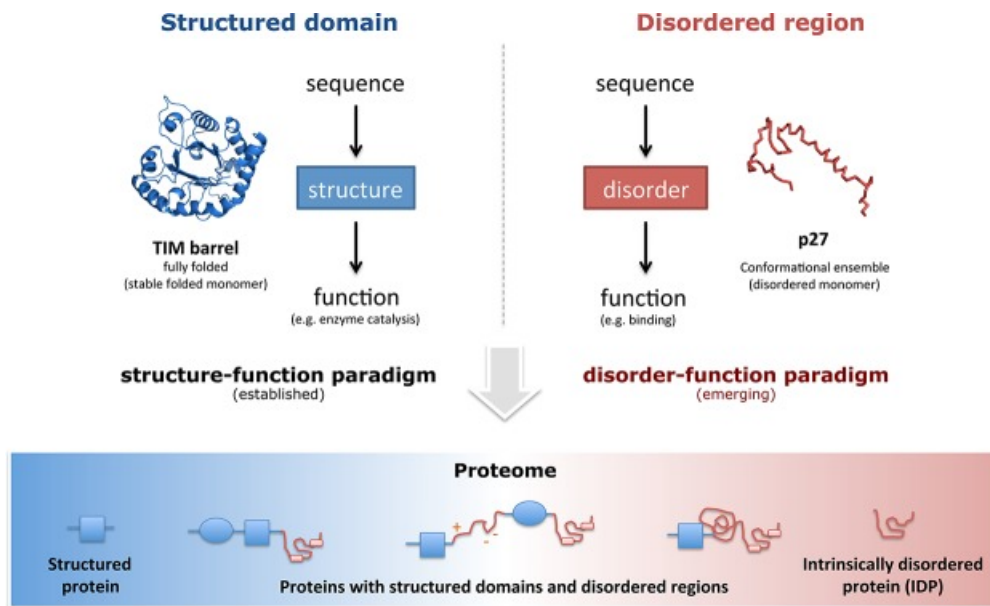 Structured domain
Disordered region
sequence
structure
function
(e.g. enzyme catalysis)
TIM barrel
fully folded
(stable folded monomer)
sequence
disorder
function
(e.g. binding)
p27
Conformational ensemble
(disordered monomer)
structure-function paradigm
(established)
disorder-function paradigm
(emerging)
Proteome
+
- -
Structured
protein
Proteins with structured domains and disordered regions
Intrinsically disordered
protein (IDP)